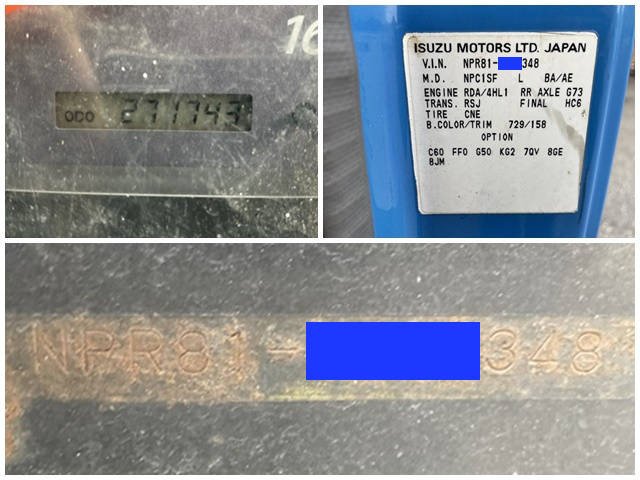 16
ODO 271743
ISUZU MOTORS LTD. JAPAN
V.I.N. NPR81- 348
M.D. NPC1SF L BA/AE
ENGINE RDA/4HL1 RR AXLE G73
TRANS. RSJ FINAL HC6
TIRE CNE
B.COLOR/TRIM 729/158
OPTION
C60 FF0 G50 KG2 7QV 8GE
8JM
NPR81- 348